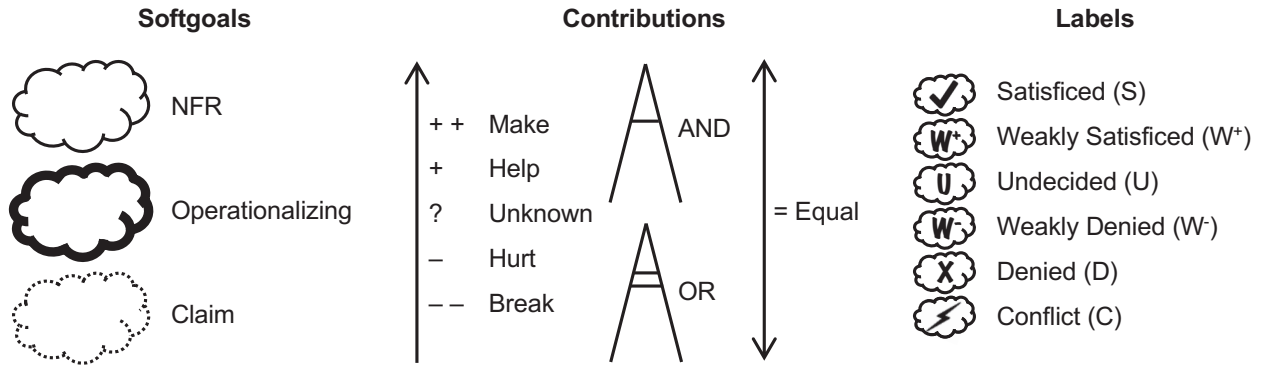 Softgoals
NFR
Operationalizing
Claim
Contributions
+ + Make
+ Help
? Unknown
– Hurt
– – Break
AND
OR
= Equal
Labels
Satisficed (S)
W+ Weakly Satisficed (W+)
U Undecided (U)
W- Weakly Denied (W-)
X Denied (D)
Conflict (C)